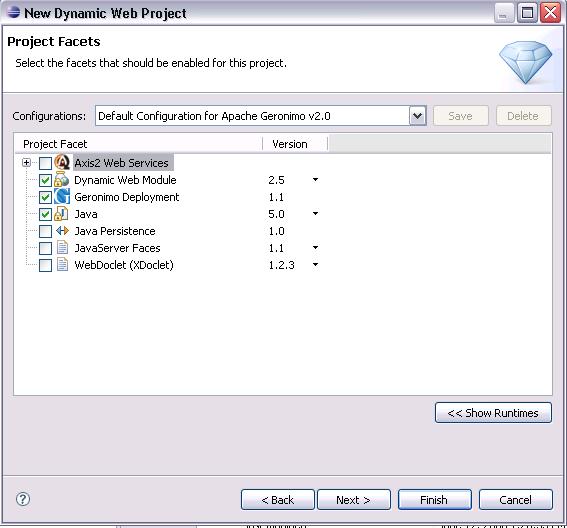 New Dynamic Web Project
Project Facets
Select the facets that should be enabled for this project.
Configurations: Default Configuration for Apache Geronimo v2.0 Save Delete
Project Facet Version
Axis2 Web Services
Dynamic Web Module 2.5
Geronimo Deployment 1.1
Java 5.0
Java Persistence 1.0
JavaServer Faces 1.1
WebDoclet (XDoclet) 1.2.3
<< Show Runtimes
< Back Next > Finish Cancel